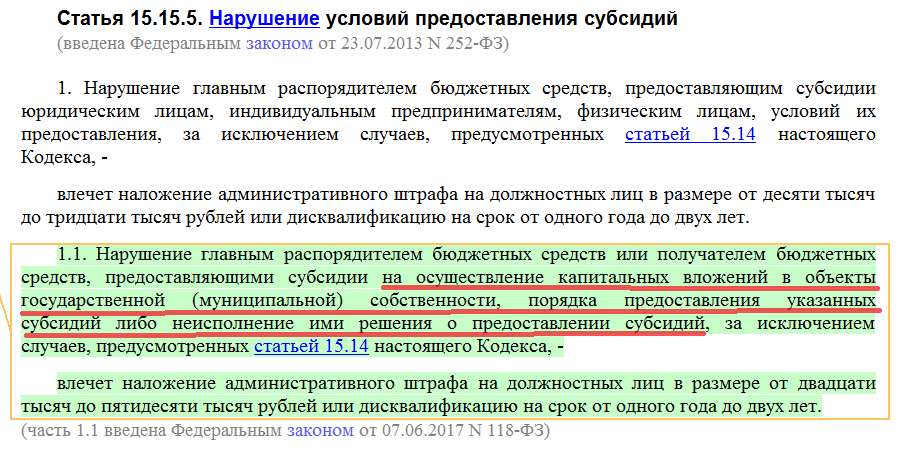 Статья 15.15.5. Нарушение условий предоставления субсидий
(введена Федеральным законом от 23.07.2013 N 252-ФЗ)
1. Нарушение главным распорядителем бюджетных средств, предоставляющим субсидии
юридическим лицам, индивидуальным предпринимателям, физическим лицам, условий их
предоставления, за исключением случаев, предусмотренных статьей 15.14 настоящего
Кодекса, -
влечет наложение административного штрафа на должностных лиц в размере от десяти тысяч
до тридцати тысяч рублей или дисквалификацию на срок от одного года до двух лет.
1.1. Нарушение главным распорядителем бюджетных средств или получателем бюджетных
средств, предоставляющими субсидии на осуществление капитальных вложений в объекты
государственной (муниципальной) собственности, порядка предоставления указанных
субсидий либо неисполнение ими решения о предоставлении субсидий, за исключением
случаев, предусмотренных статьей 15.14 настоящего Кодекса, -
влечет наложение административного штрафа на должностных лиц в размере от двадцати
тысяч до пятидесяти тысяч рублей или дисквалификацию на срок от одного года до двух лет.
(часть 1.1 введена Федеральным законом от 07.06.2017 N 118-ФЗ)